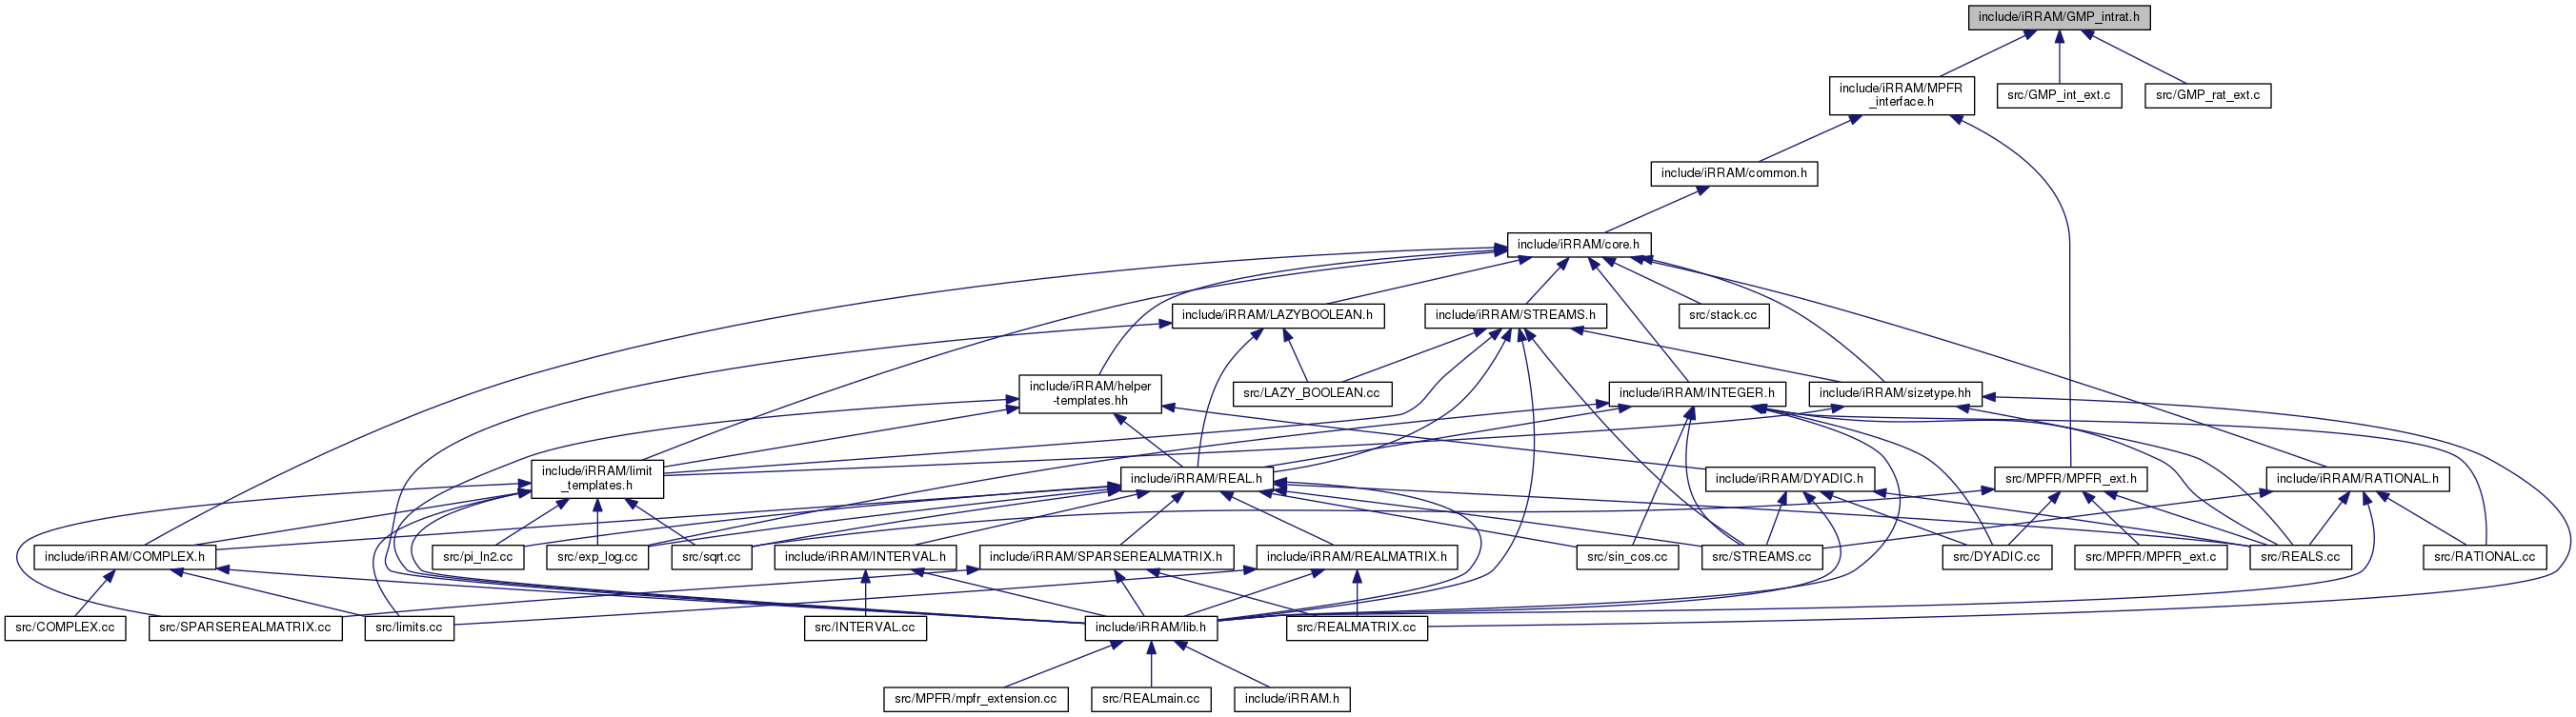 include/iRRAM/GMP_intrat.h
include/iRRAM/MPFR
_interface.h
src/GMP_int_ext.c
src/GMP_rat_ext.c
include/iRRAM/common.h
include/iRRAM/core.h
include/iRRAM/LAZYBOOLEAN.h
include/iRRAM/STREAMS.h
src/stack.cc
include/iRRAM/helper
-templates.hh
src/LAZY_BOOLEAN.cc
include/iRRAM/INTEGER.h
include/iRRAM/sizetype.hh
include/iRRAM/limit
_templates.h
include/iRRAM/REAL.h
include/iRRAM/DYADIC.h
src/MPFR/MPFR_ext.h
include/iRRAM/RATIONAL.h
include/iRRAM/COMPLEX.h
src/pi_ln2.cc
src/exp_log.cc
src/sqrt.cc
include/iRRAM/INTERVAL.h
include/iRRAM/SPARSEREALMATRIX.h
include/iRRAM/REALMATRIX.h
src/sin_cos.cc
src/STREAMS.cc
src/DYADIC.cc
src/MPFR/MPFR_ext.c
src/REALS.cc
src/RATIONAL.cc
src/COMPLEX.cc
src/SPARSEREALMATRIX.cc
src/limits.cc
src/INTERVAL.cc
include/iRRAM/lib.h
src/REALMATRIX.cc
src/MPFR/mpfr_extension.cc
src/REALmain.cc
include/iRRAM.h